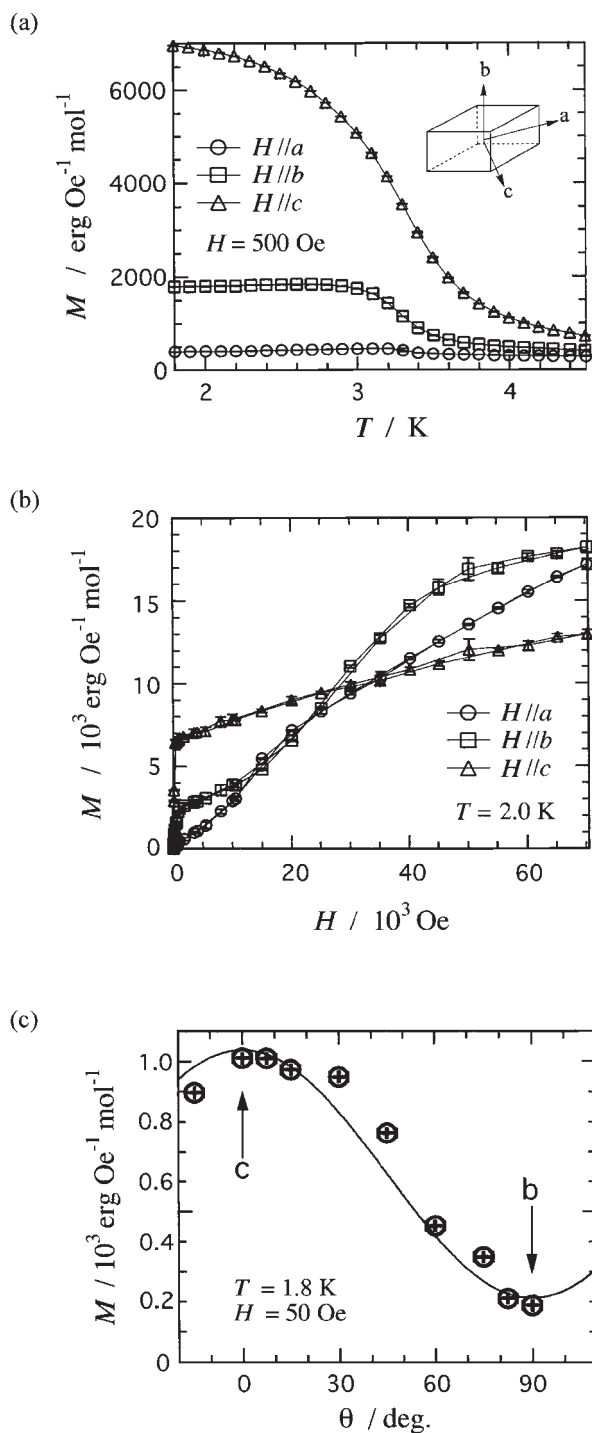 (a)
M / erg Oe⁻¹ mol⁻¹
6000
4000
2000
0
H//a
H//b
H//c
H = 500 Oe
b
a
c
2
3
4
T / K
(b)
M / 10³ erg Oe⁻¹ mol⁻¹
20
15
10
5
0
H//a
H//b
H//c
T = 2.0 K
0
20
40
60
H / 10³ Oe
(c)
M / 10³ erg Oe⁻¹ mol⁻¹
1.0
0.8
0.6
0.4
0.2
0
c
b
T = 1.8 K
H = 50 Oe
0
30
60
90
θ / deg.